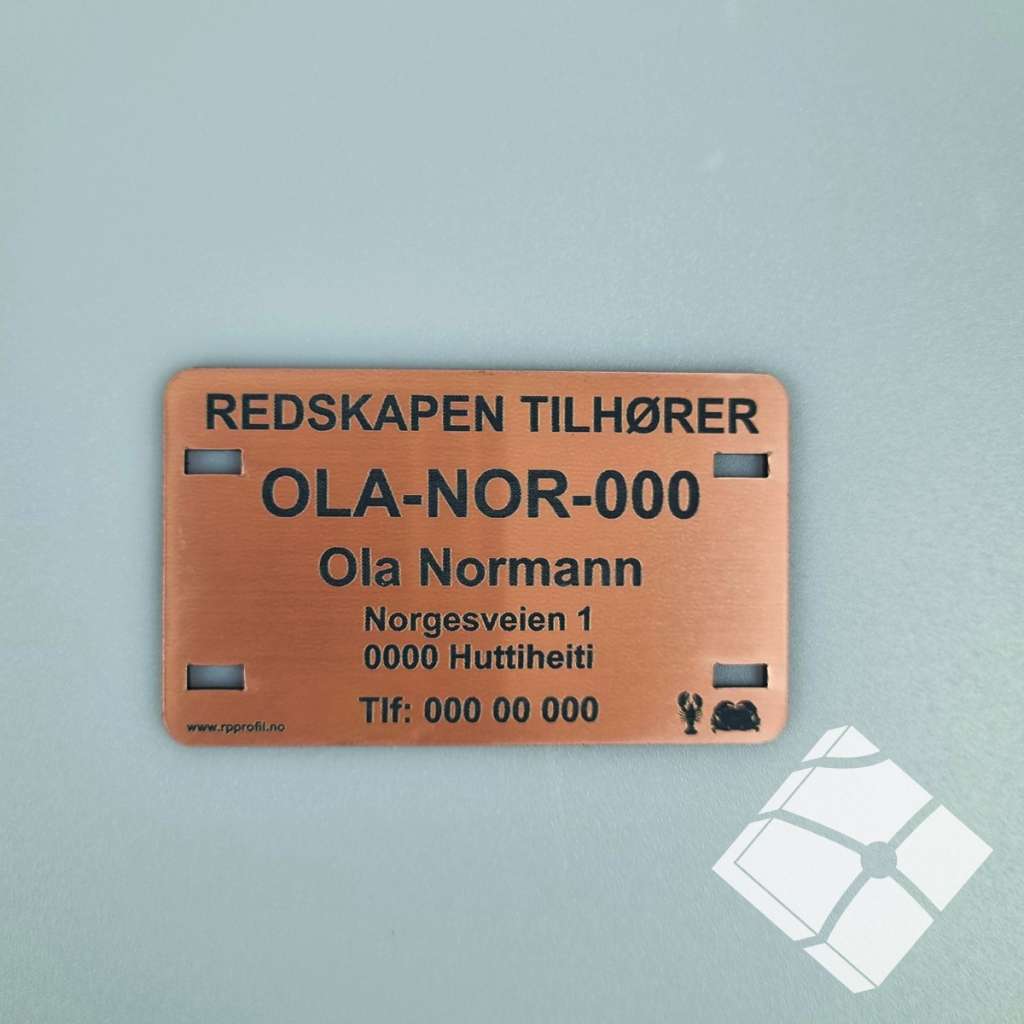 REDSKAPEN TILHØRER
OLA-NOR-000
Ola Normann
Norgesveien 1
0000 Huttiheiti
Tlf: 000 00 000
www.rpprofil.no